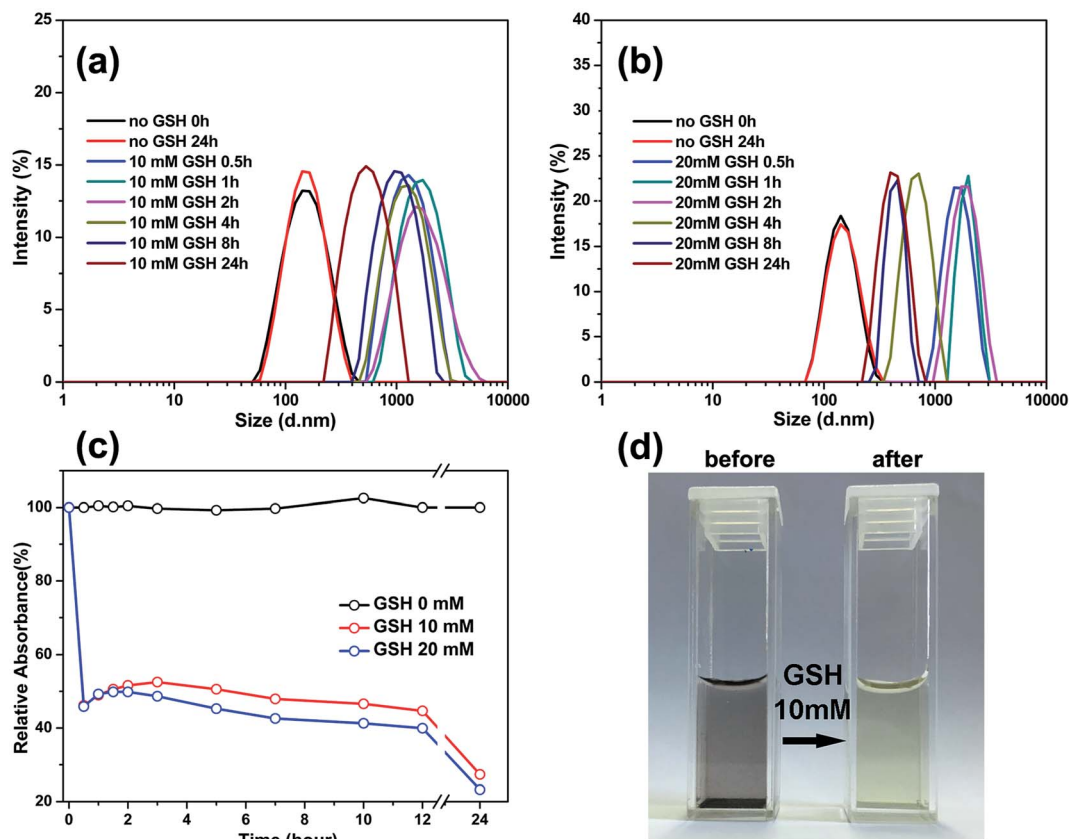 (a)
25
20
15
10
5
0
Intensity (%)
no GSH 0h
no GSH 24h
10 mM GSH 0.5h
10 mM GSH 1h
10 mM GSH 2h
10 mM GSH 4h
10 mM GSH 8h
10 mM GSH 24h
1 10 100 1000 10000
Size (d.nm)
(b)
40
35
30
25
20
15
10
5
0
Intensity (%)
no GSH 0h
no GSH 24h
20mM GSH 0.5h
20mM GSH 1h
20mM GSH 2h
20mM GSH 4h
20mM GSH 8h
20mM GSH 24h
1 10 100 1000 10000
Size (d.nm)
(c)
100
80
60
40
20
Relative Absorbance(%)
GSH 0 mM
GSH 10 mM
GSH 20 mM
0 2 4 6 8 10 12 24
Time (hour)
(d)
before after
GSH
10mM